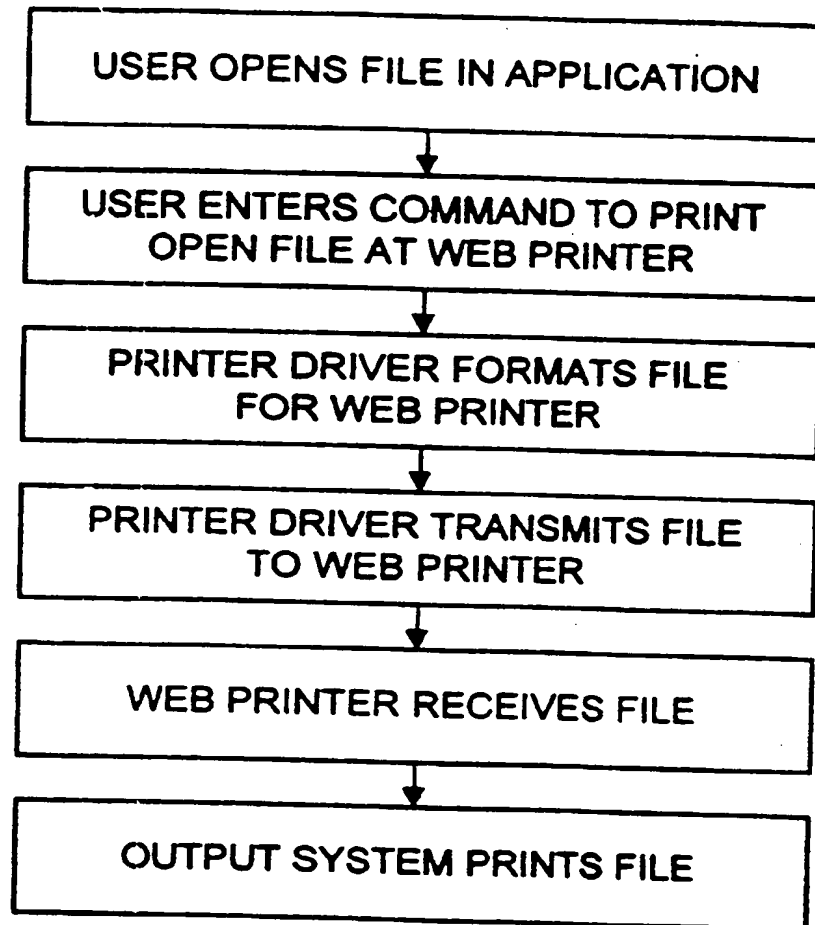 USER OPENS FILE IN APPLICATION
USER ENTERS COMMAND TO PRINT
OPEN FILE AT WEB PRINTER
PRINTER DRIVER FORMATS FILE
FOR WEB PRINTER
PRINTER DRIVER TRANSMITS FILE
TO WEB PRINTER
WEB PRINTER RECEIVES FILE
OUTPUT SYSTEM PRINTS FILE